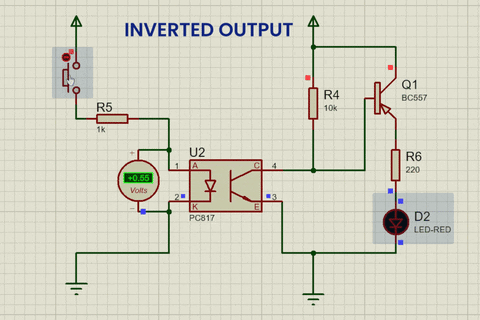 INVERTED OUTPUT
R5
1k
R4
10k
Q1
BC557
U2
+0.55
Volts
+
-
1
2
A
K
C
E
4
3
PC817
R6
220
D2
LED-RED